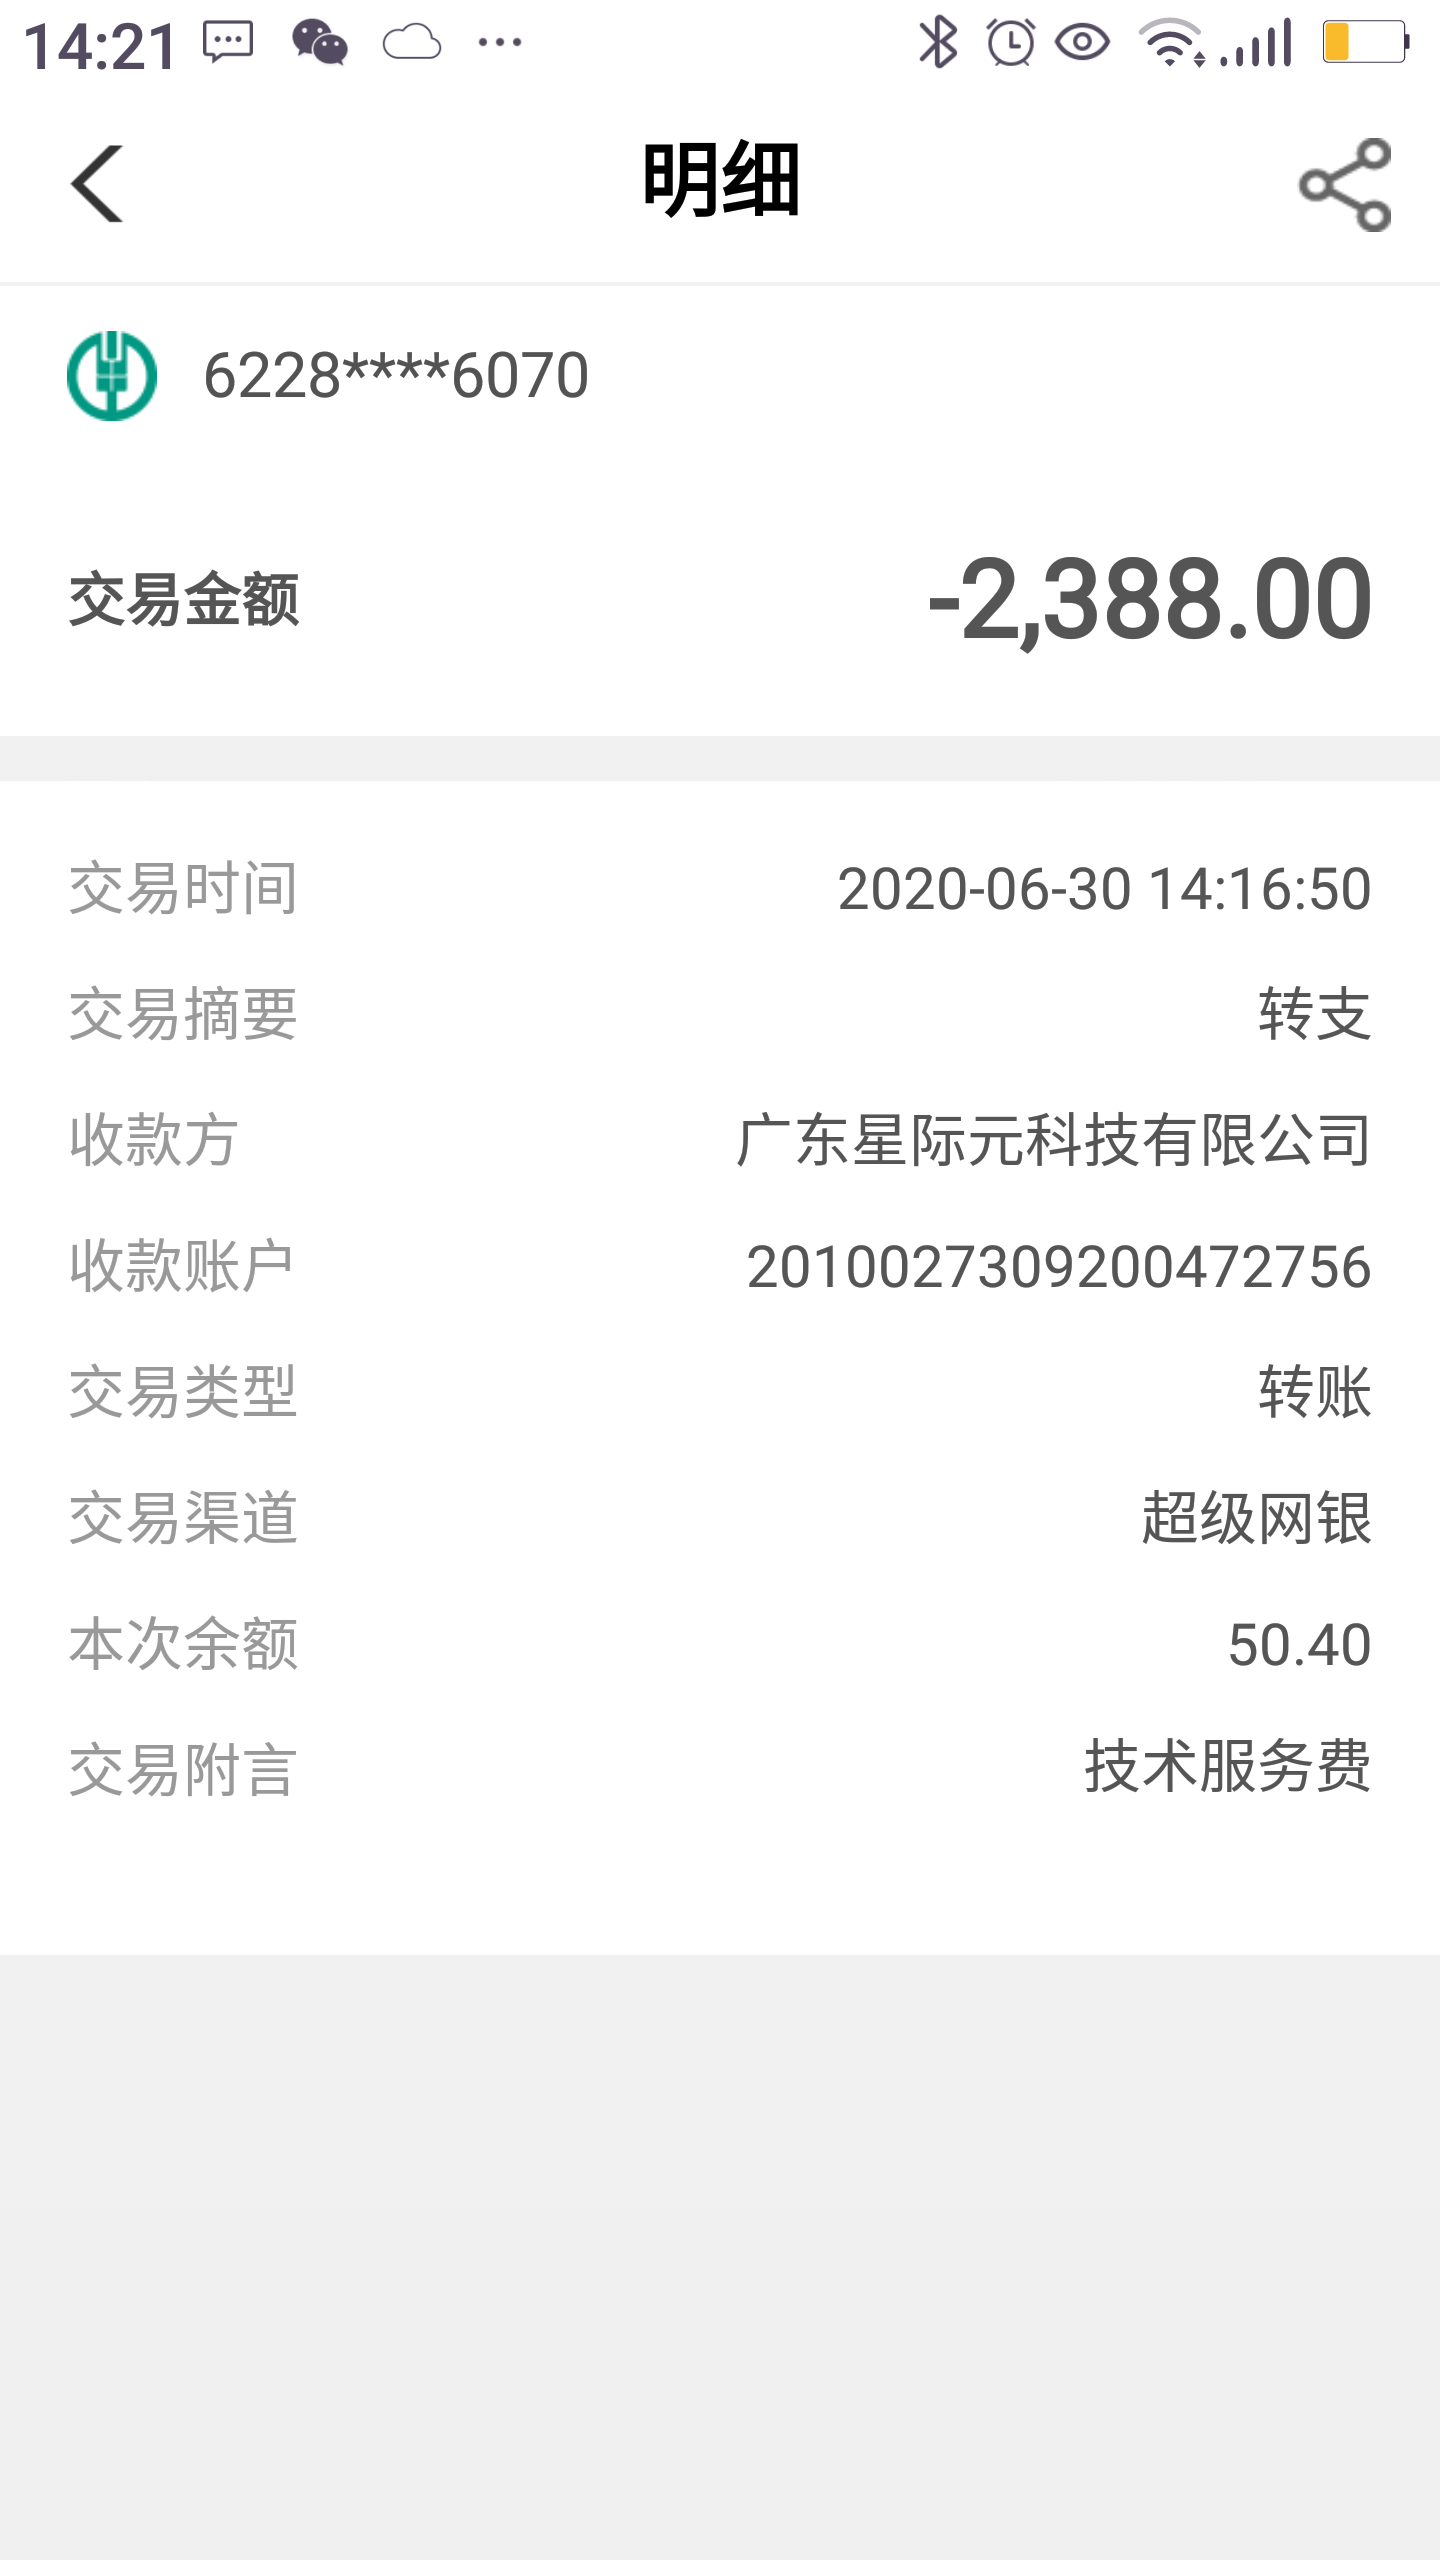 14:21
明细
6228****6070
交易金额 -2,388.00
交易时间 2020-06-30 14:16:50
交易摘要 转支
收款方 广东星际元科技有限公司
收款账户 2010027309200472756
交易类型 转账
交易渠道 超级网银
本次余额 50.40
交易附言 技术服务费